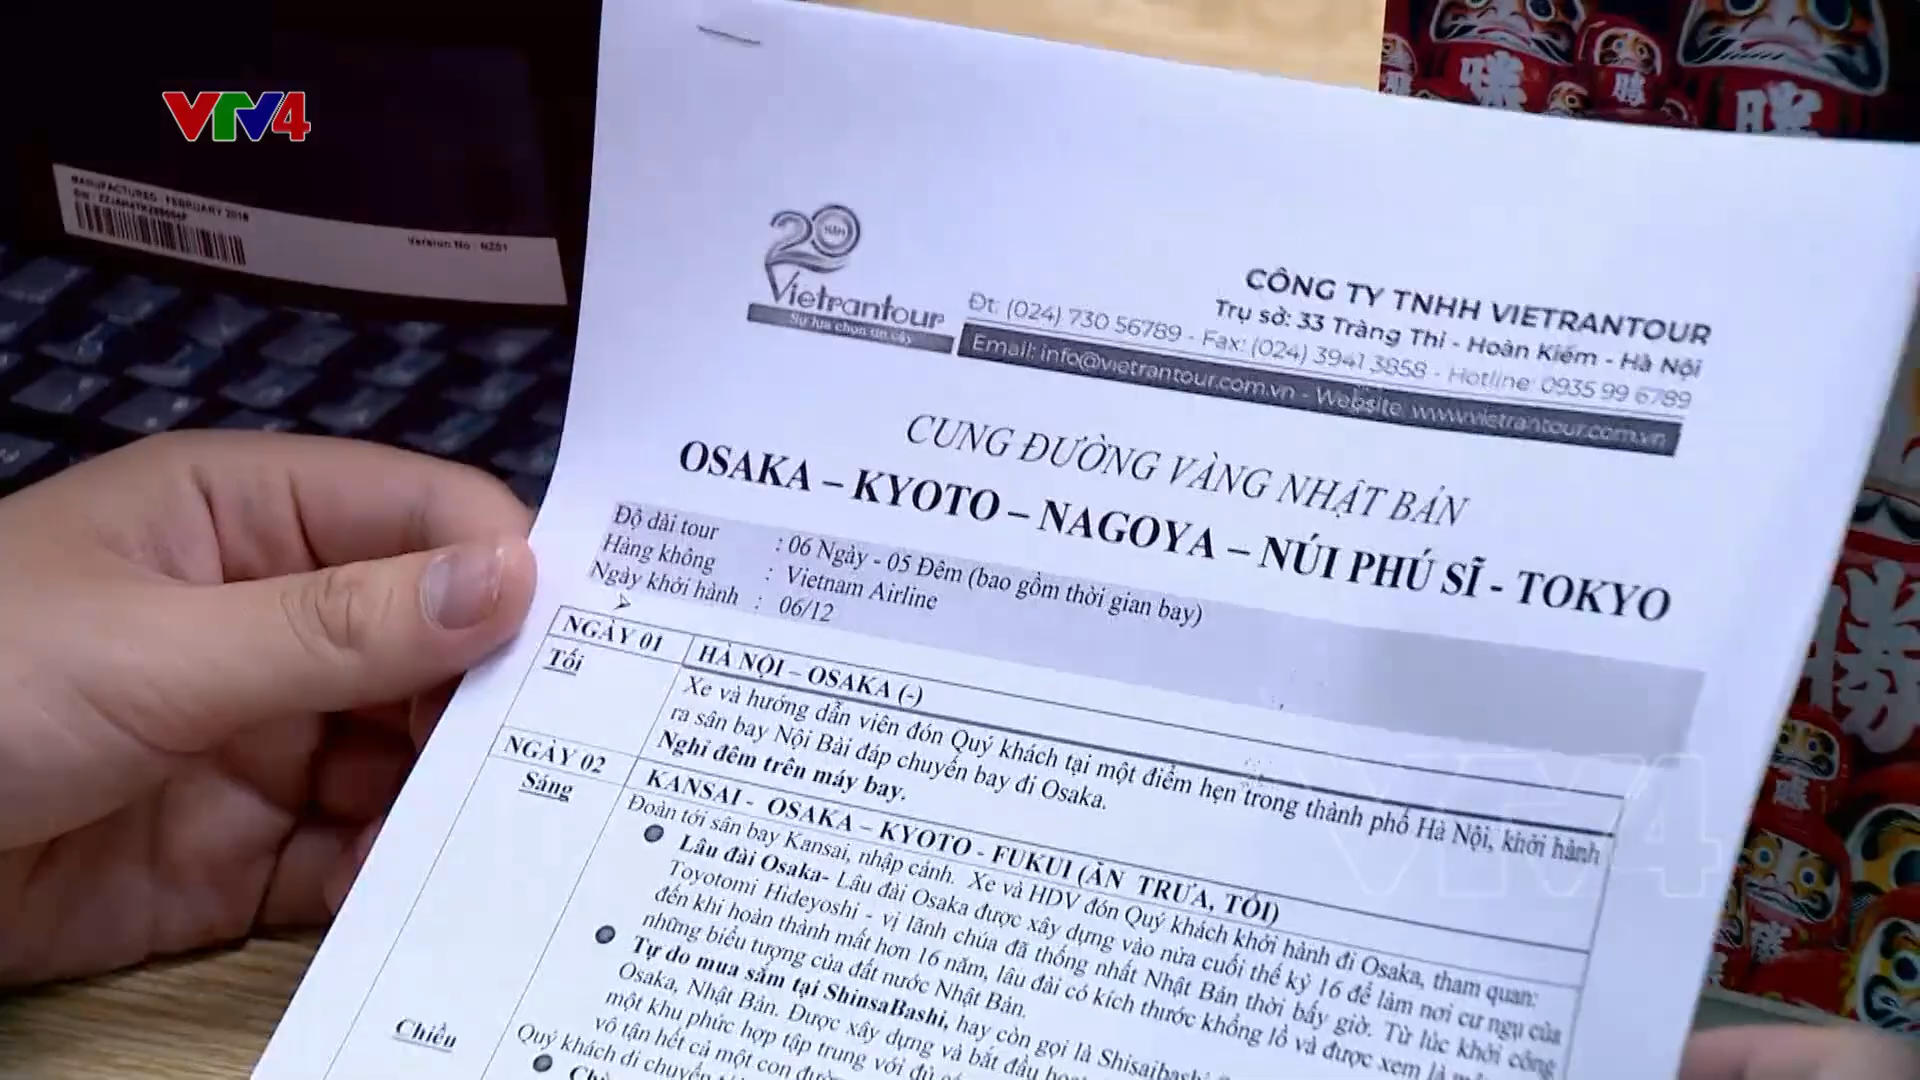 VTV4
MANUFACTURED : FEBRUARY 2018
Version No : NZ01
勝
勝
勝
20 NĂM
Vietrantour
Sự lựa chọn tin cậy
CÔNG TY TNHH VIETRANTOUR
Trụ sở: 33 Tràng Thi - Hoàn Kiếm - Hà Nội
Đt: (024) 730 56789 - Fax: (024) 3941 3858 - Hotline: 0935 99 6789
Email: info@vietrantour.com.vn - Website: www.vietrantour.com.vn
CUNG ĐƯỜNG VÀNG NHẬT BẢN
OSAKA – KYOTO – NAGOYA – NÚI PHÚ SĨ - TOKYO
Độ dài tour : 06 Ngày - 05 Đêm (bao gồm thời gian bay)
Hàng không : Vietnam Airline
Ngày khởi hành : 06/12
NGÀY 01 HÀ NỘI – OSAKA (-)
Tối Xe và hướng dẫn viên đón Quý khách tại một điểm hẹn trong thành phố Hà Nội, khởi hành
ra sân bay Nội Bài đáp chuyến bay đi Osaka.
Nghỉ đêm trên máy bay.
NGÀY 02 KANSAI - OSAKA – KYOTO - FUKUI (ĂN TRƯA, TỐI)
Sáng Đoàn tới sân bay Kansai, nhập cảnh. Xe và HDV đón Quý khách khởi hành đi Osaka, tham quan:
Lâu đài Osaka- Lâu đài Osaka được xây dựng vào nửa cuối thế kỷ 16 để làm nơi cư ngụ của
Toyotomi Hideyoshi - vị lãnh chúa đã thống nhất Nhật Bản thời bấy giờ. Từ lúc khởi công
đến khi hoàn thành mất hơn 16 năm, lâu đài có kích thước khổng lồ và được xem là
những biểu tượng của đất nước Nhật Bản.
Tự do mua sắm tại ShinsaBashi, hay còn gọi là Shisaibashi
Osaka, Nhật Bản. Được xây dựng và bắt đầu
một khu phức hợp tập trung với đủ
vô tận hết cả một con
Chiều Quý khách di chuyển
勝
勝
勝
VTV4